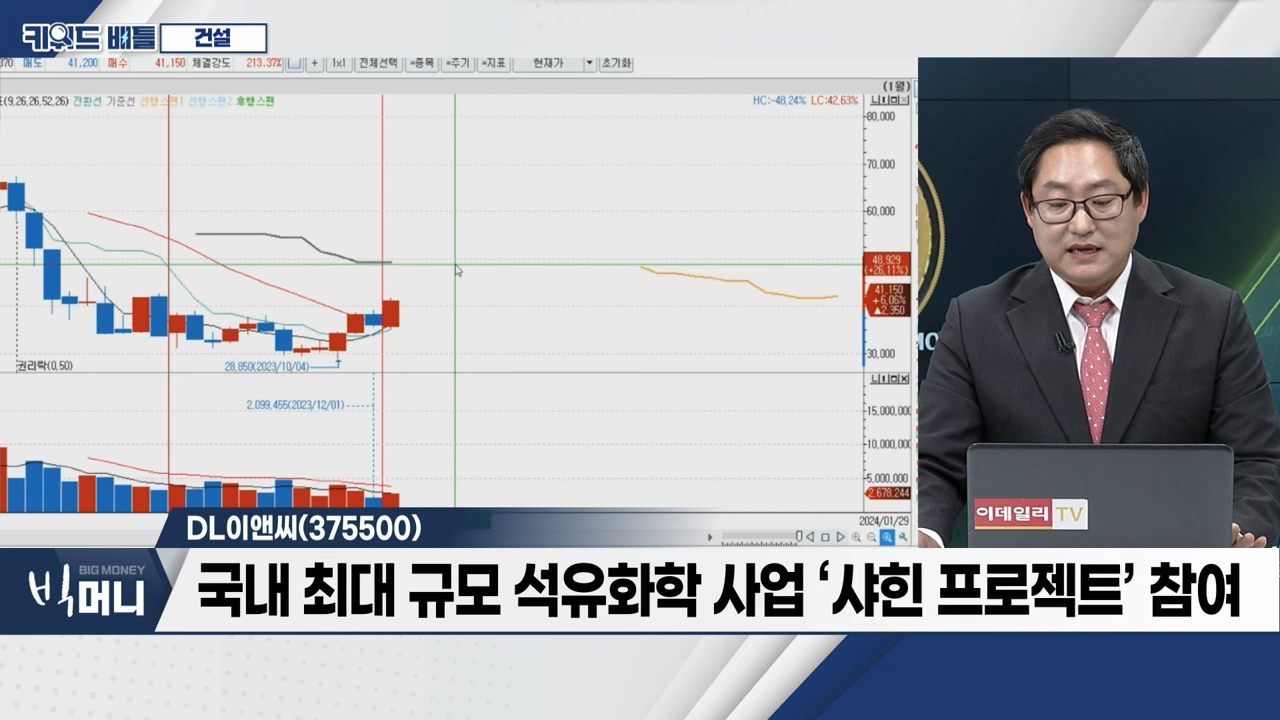 키워드 배틀 건설
370 매도 41,200 매수 41,150 체결강도 213.37% + 1x1 전체선택 =종목 =주기 =지표 현재가 초기화
(1월)
(9,26,26,52,26) 전환선 기준선 선행스팬1 선행스팬2 후행스팬
HC:-48,24% LC:42,63%
80,000
70,000
60,000
48,929
(+26,11%)
41,150
+6,06%
▲2,350
30,000
권리락(0,50)
28,850(2023/10/04)
2,099,455(2023/12/01)
15,000,000
10,000,000
5,000,000
2,678,244
2024/01/29
이데일리 TV
DL이앤씨(375500)
BIG MONEY
빅머니
국내 최대 규모 석유화학 사업 ‘샤힌 프로젝트’ 참여